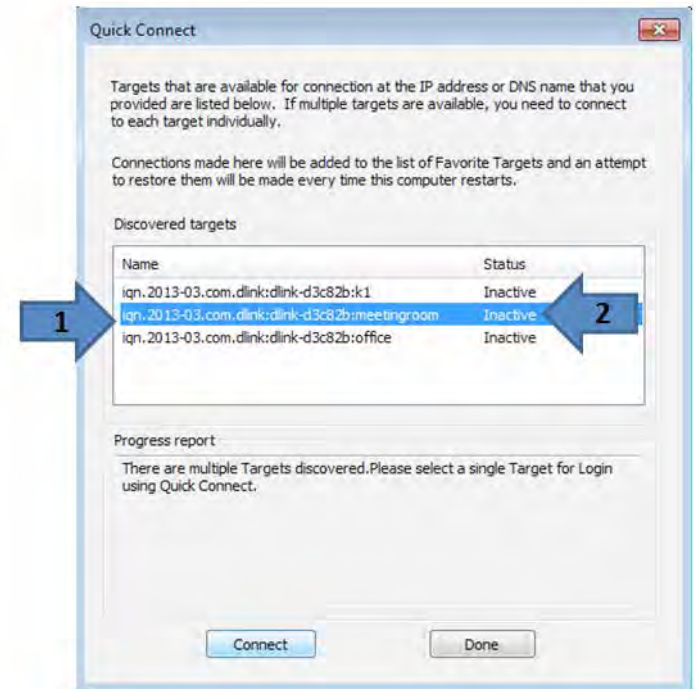 Quick Connect
Targets that are available for connection at the IP address or DNS name that you
provided are listed below. If multiple targets are available, you need to connect
to each target individually.
Connections made here will be added to the list of Favorite Targets and an attempt
to restore them will be made every time this computer restarts.
Discovered targets
Name Status
iqn.2013-03.com.dlink:dlink-d3c82b:k1 Inactive
1 iqn.2013-03.com.dlink:dlink-d3c82b:meetingroom Inactive 2
iqn.2013-03.com.dlink:dlink-d3c82b:office Inactive
Progress report
There are multiple Targets discovered.Please select a single Target for Login
using Quick Connect.
Connect Done